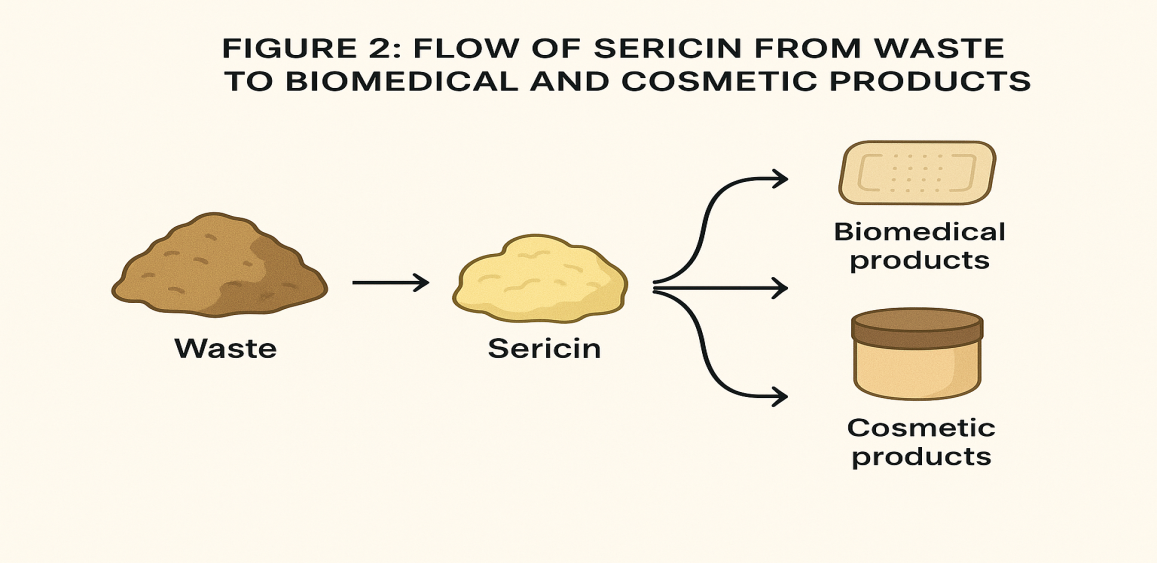 FIGURE 2: FLOW OF SERICIN FROM WASTE
TO BIOMEDICAL AND COSMETIC PRODUCTS
Waste
Sericin
Biomedical
products
Cosmetic
products